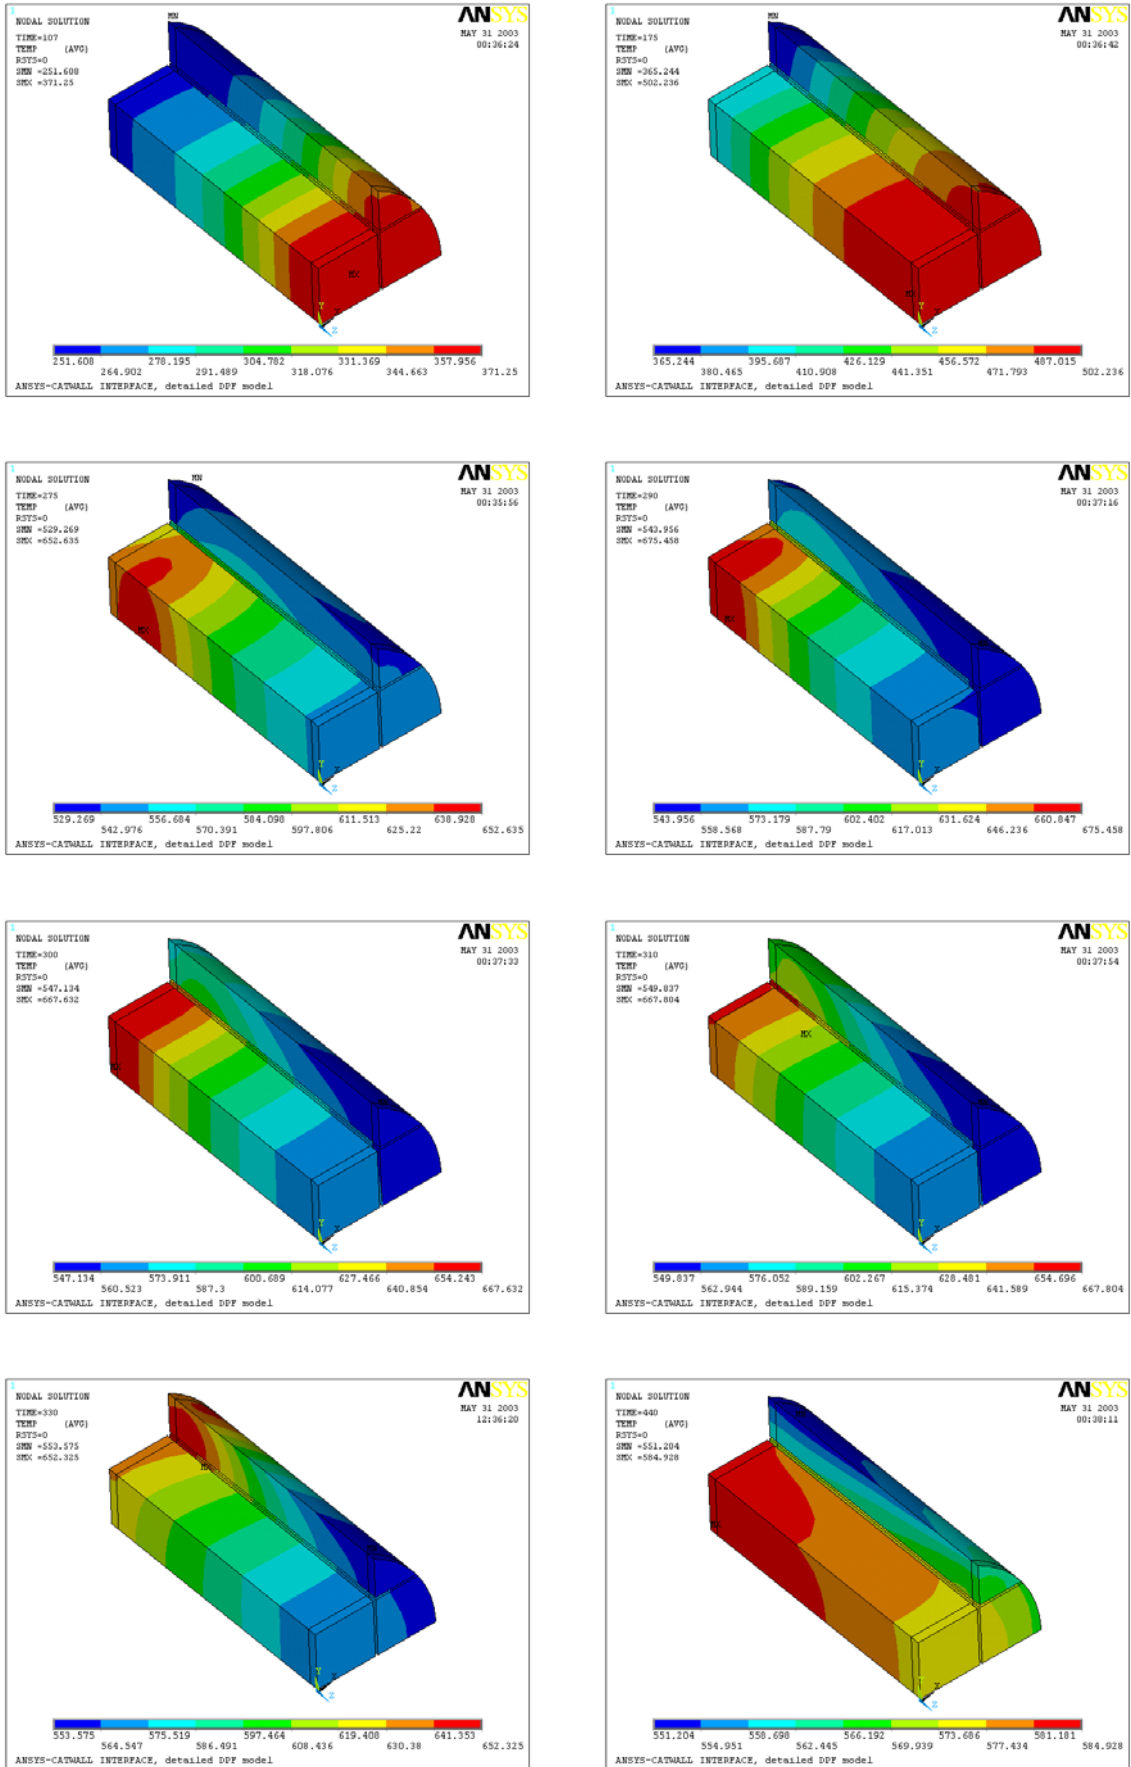 1
NODAL SOLUTION
TIME=107
TEMP (AVG)
RSYS=0
SMN =251.608
SMX =371.25
MN
ANSYS
MAY 31 2003
00:36:24
MX
Y
Z
251.608 278.195 304.782 331.369 357.956
264.902 291.489 318.076 344.663 371.25
ANSYS-CATWALL INTERFACE, detailed DPF model
1
NODAL SOLUTION
TIME=175
TEMP (AVG)
RSYS=0
SMN =365.244
SMX =502.236
MN
ANSYS
MAY 31 2003
00:36:42
MX
Y
Z
365.244 395.687 426.129 456.572 487.015
380.465 410.908 441.351 471.793 502.236
ANSYS-CATWALL INTERFACE, detailed DPF model
1
NODAL SOLUTION
TIME=275
TEMP (AVG)
RSYS=0
SMN =529.269
SMX =652.635
MN
ANSYS
MAY 31 2003
00:35:56
MX
Y
X
Z
529.269 556.684 584.098 611.513 638.928
542.976 570.391 597.806 625.22 652.635
ANSYS-CATWALL INTERFACE, detailed DPF model
1
NODAL SOLUTION
TIME=290
TEMP (AVG)
RSYS=0
SMN =543.956
SMX =675.458
ANSYS
MAY 31 2003
00:37:16
MX
Y
X
Z
543.956 573.179 602.402 631.624 660.847
558.568 587.79 617.013 646.236 675.458
ANSYS-CATWALL INTERFACE, detailed DPF model
1
NODAL SOLUTION
TIME=300
TEMP (AVG)
RSYS=0
SMN =547.134
SMX =667.632
ANSYS
MAY 31 2003
00:37:33
MX
Y
X
Z
547.134 573.911 600.689 627.466 654.243
560.523 587.3 614.077 640.854 667.632
ANSYS-CATWALL INTERFACE, detailed DPF model
1
NODAL SOLUTION
TIME=310
TEMP (AVG)
RSYS=0
SMN =549.837
SMX =667.804
ANSYS
MAY 31 2003
00:37:54
MX
Y
X
Z
549.837 576.052 602.267 628.481 654.696
562.944 589.159 615.374 641.589 667.804
ANSYS-CATWALL INTERFACE, detailed DPF model
1
NODAL SOLUTION
TIME=330
TEMP (AVG)
RSYS=0
SMN =553.575
SMX =652.325
ANSYS
MAY 31 2003
12:36:20
MX
Y
X
Z
553.575 575.519 597.464 619.408 641.353
564.547 586.491 608.436 630.38 652.325
ANSYS-CATWALL INTERFACE, detailed DPF model
1
NODAL SOLUTION
TIME=440
TEMP (AVG)
RSYS=0
SMN =551.204
SMX =584.928
ANSYS
MAY 31 2003
00:38:11
MX
Y
X
Z
551.204 558.698 566.192 573.686 581.181
554.951 562.445 569.939 577.434 584.928
ANSYS-CATWALL INTERFACE, detailed DPF model